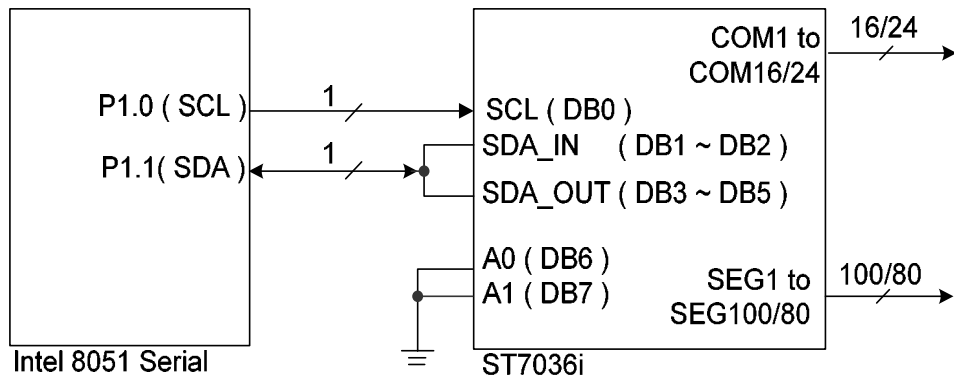 COM1 to
COM16/24
16/24
P1.0 ( SCL )
1
SCL ( DB0 )
SDA_IN ( DB1 ~ DB2 )
P1.1( SDA )
1
SDA_OUT ( DB3 ~ DB5 )
A0 ( DB6 )
A1 ( DB7 )
SEG1 to
SEG100/80
100/80
Intel 8051 Serial
ST7036i